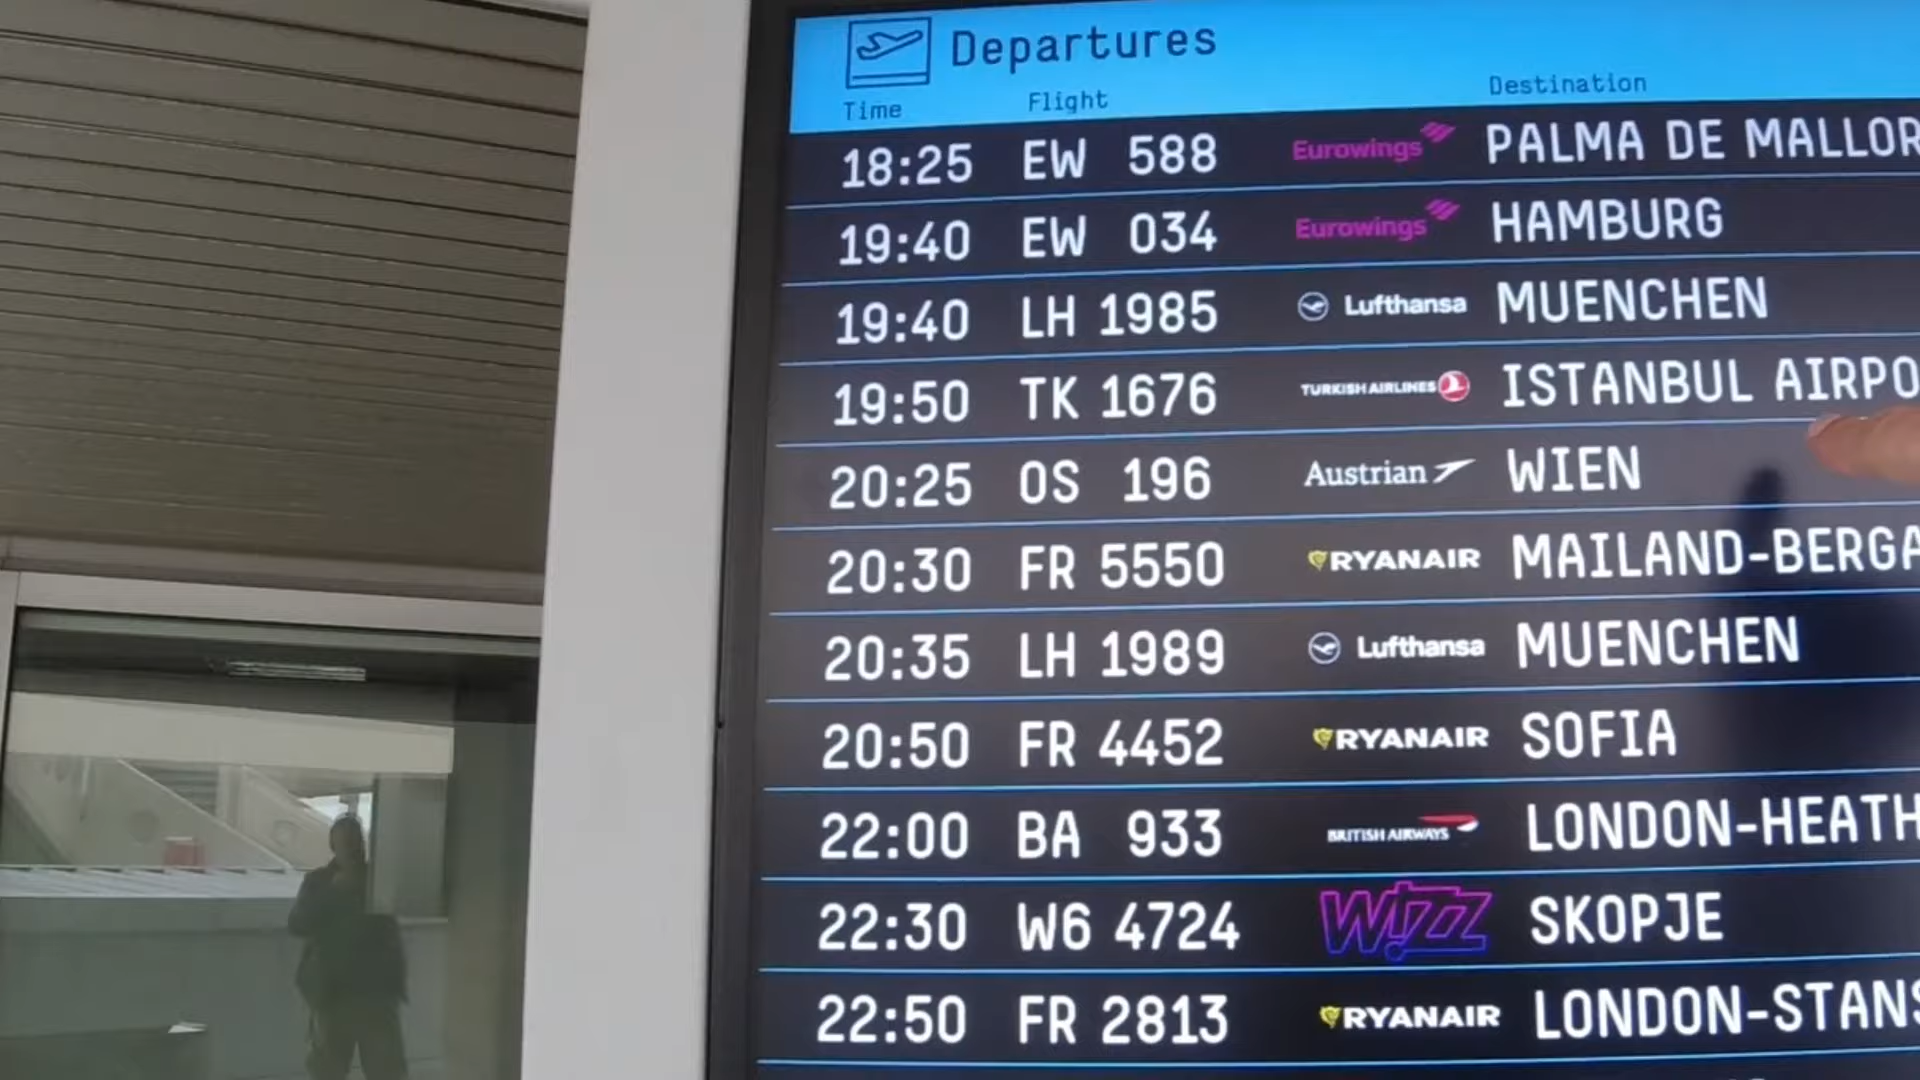 Departures
Time Flight Destination
18:25 EW 588 Eurowings PALMA DE MALLOR
19:40 EW 034 Eurowings HAMBURG
19:40 LH 1985 Lufthansa MUENCHEN
19:50 TK 1676 TURKISH AIRLINES ISTANBUL AIRPO
20:25 OS 196 Austrian WIEN
20:30 FR 5550 RYANAIR MAILAND-BERGA
20:35 LH 1989 Lufthansa MUENCHEN
20:50 FR 4452 RYANAIR SOFIA
22:00 BA 933 BRITISH AIRWAYS LONDON-HEATH
22:30 W6 4724 Wizz SKOPJE
22:50 FR 2813 RYANAIR LONDON-STANS